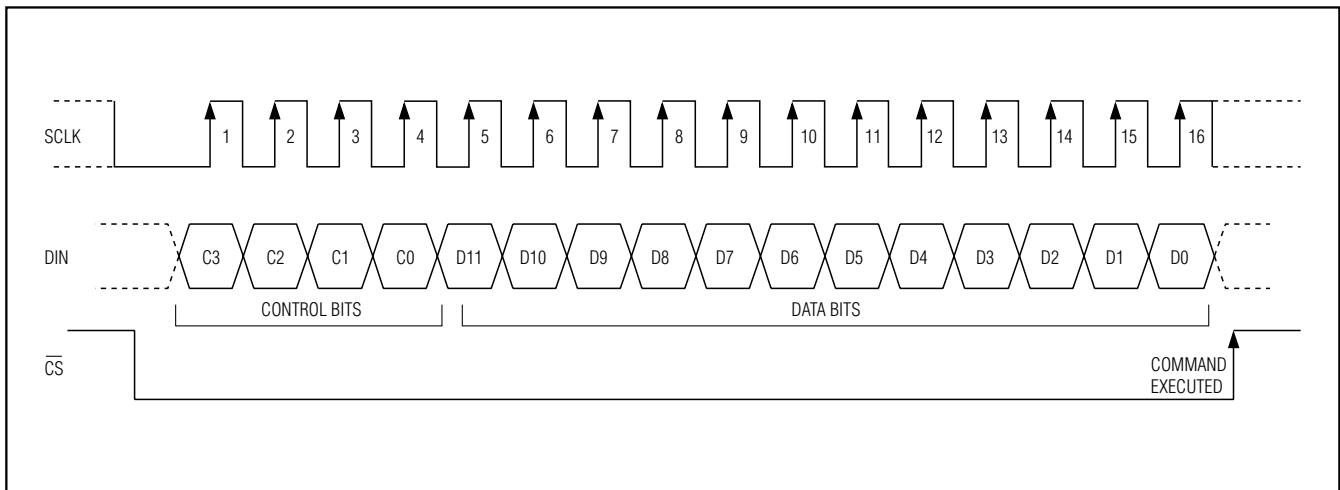 SCLK 1 2 3 4 5 6 7 8 9 10 11 12 13 14 15 16
DIN C3 C2 C1 C0 D11 D10 D9 D8 D7 D6 D5 D4 D3 D2 D1 D0
CONTROL BITS DATA BITS
CS
COMMAND
EXECUTED